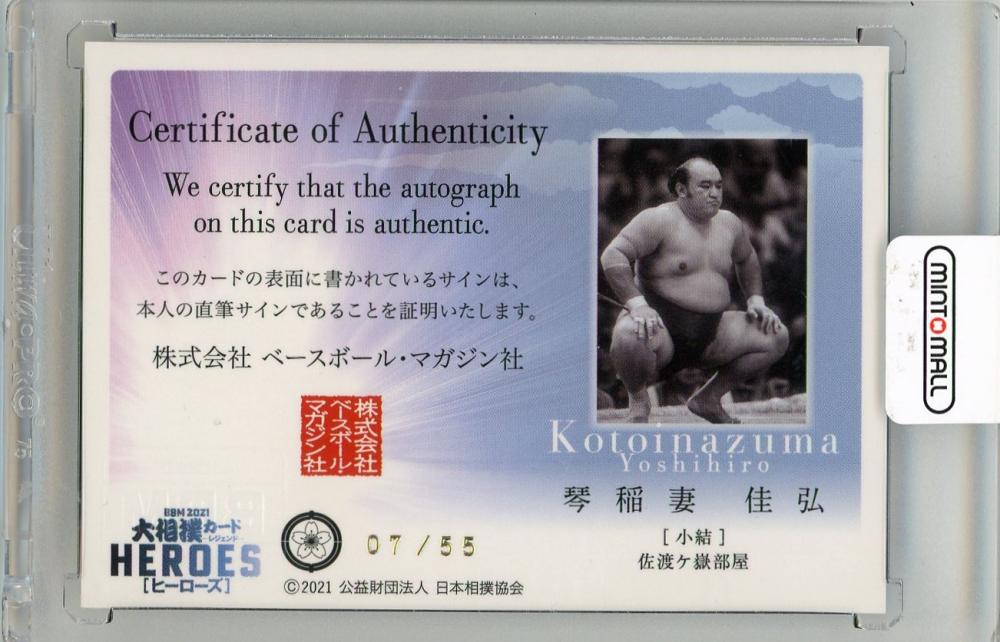 Certificate of Authenticity
We certify that the autograph
on this card is authentic.
このカードの表面に書かれているサインは、
本人の直筆サインであることを証明いたします。
株式会社 ベースボール・マガジン社
株式会社
ベースボール・
マガジン社
Kotoinazuma
Yoshihiro
琴稲妻 佳弘
[小結]
佐渡ケ嶽部屋
BBM 2021
大相撲カード
レジェンド
HEROES
[ヒーローズ]
07/55
©2021 公益財団法人 日本相撲協会
MINTOMALL